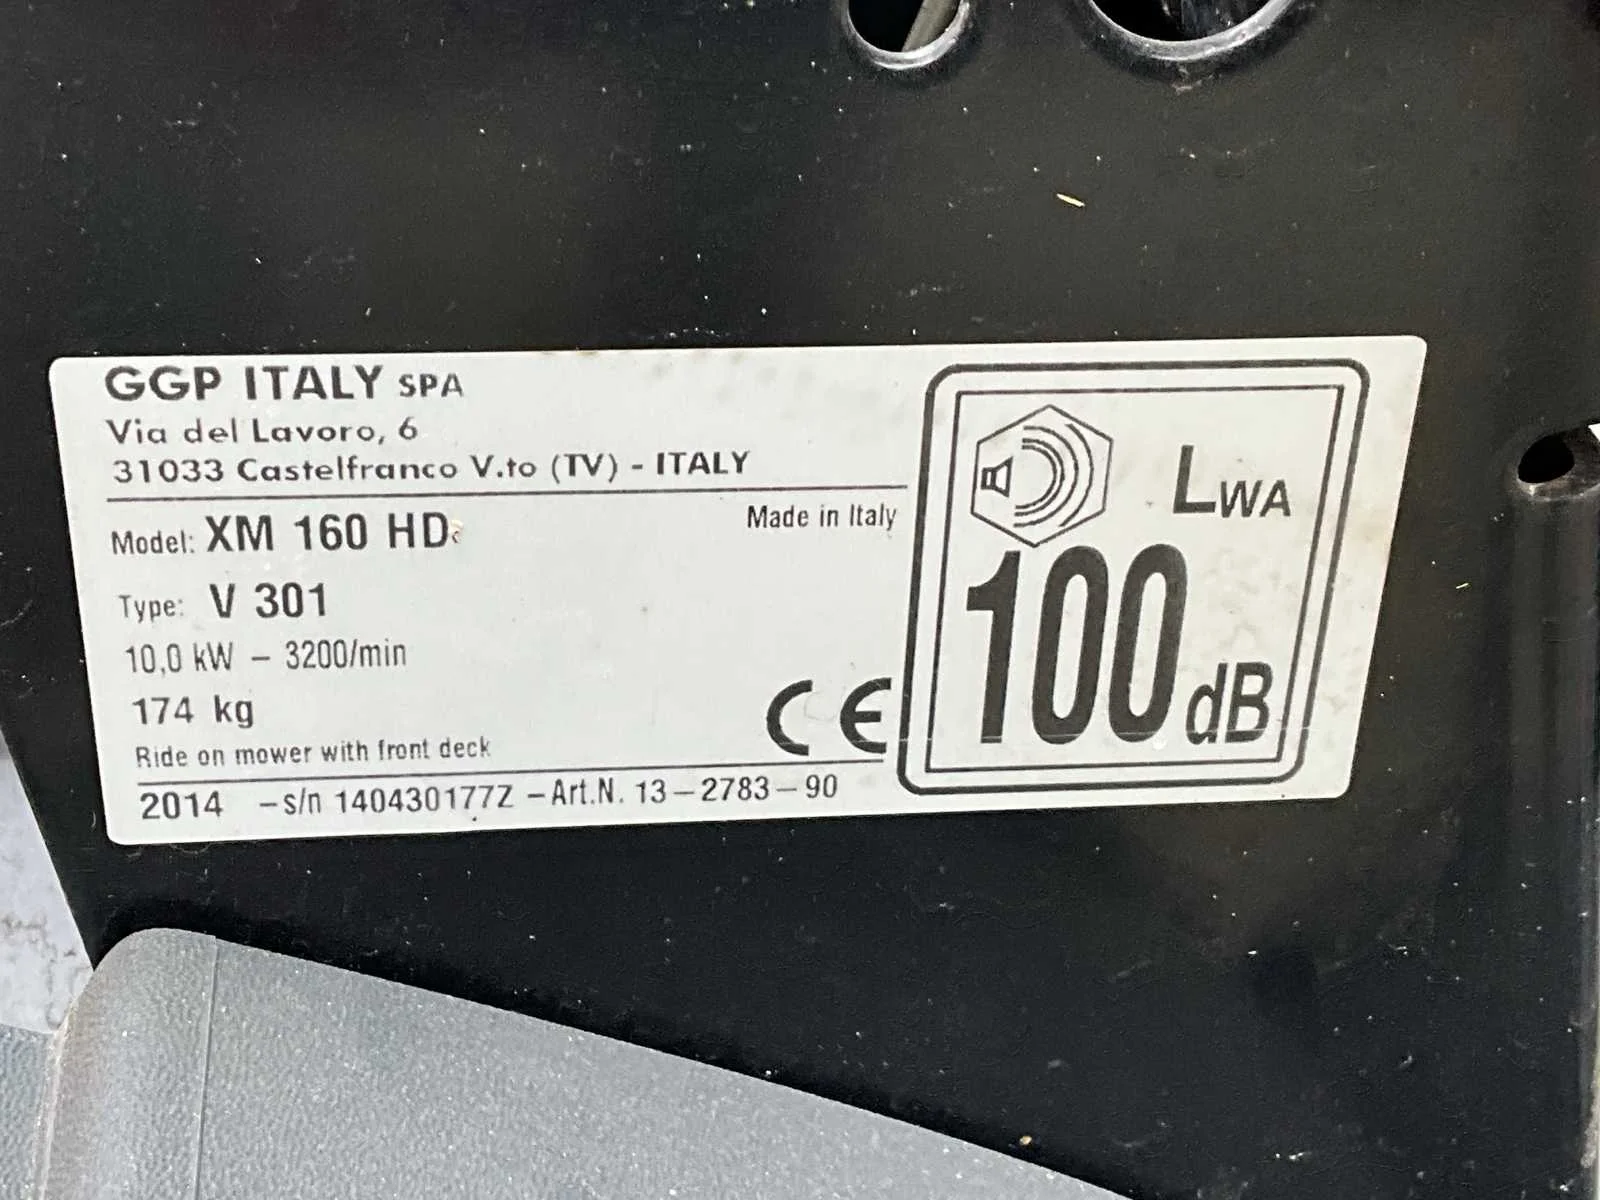 GGP ITALY SPA
Via del Lavoro, 6
31033 Castelfranco V.to (TV) - ITALY
Model: XM 160 HD
Made in Italy
Type: V 301
10,0 kW – 3200/min
174 kg
Ride on mower with front deck
CE
2014 – s/n 140430177Z – Art.N. 13–2783–90
LWA
100 dB